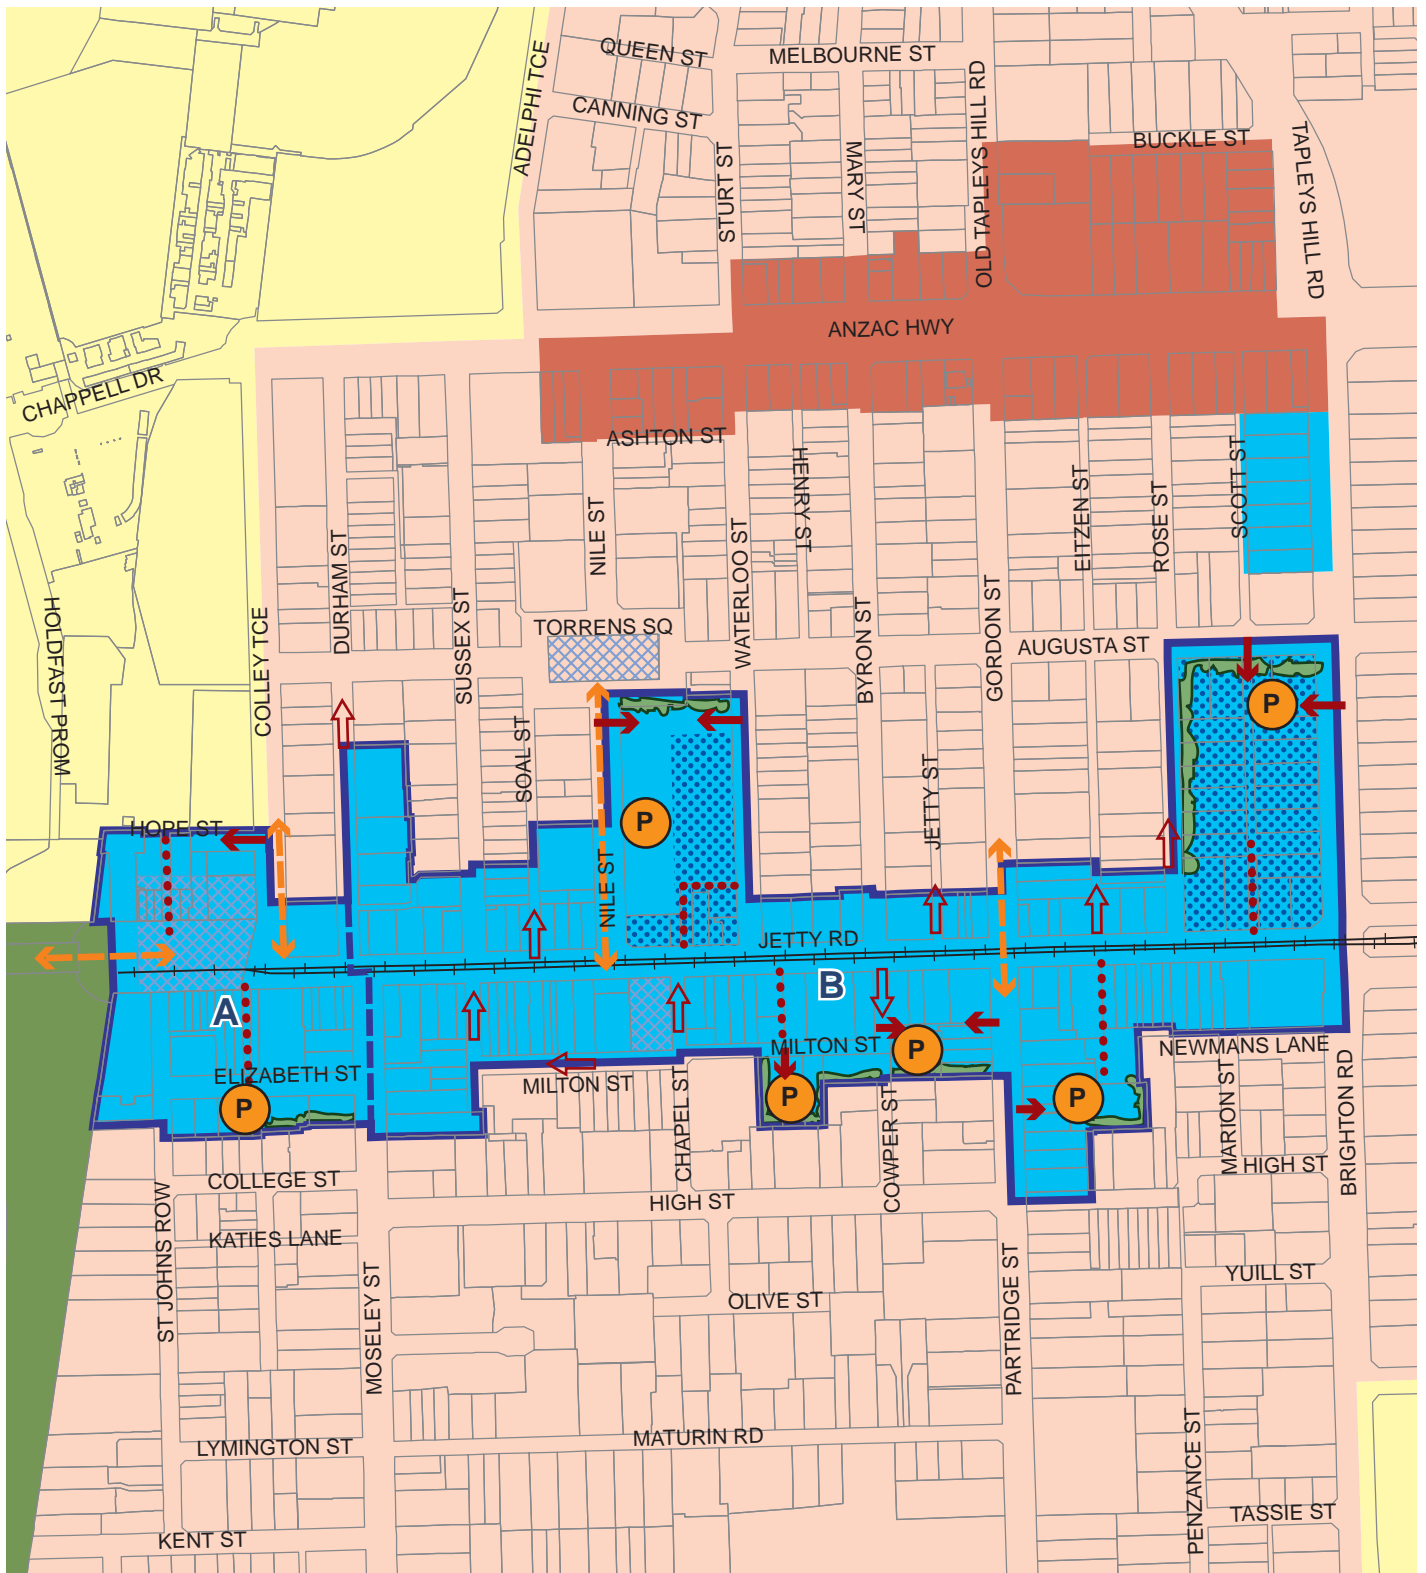 QUEEN ST
MELBOURNE ST
ADELPHI TCE
CANNING ST
STURT ST
MARY ST
OLD TAPLEYS HILL RD
BUCKLE ST
TAPLEYS HILL RD
ANZAC HWY
CHAPPELL DR
ASHTON ST
HENRY ST
SCOTT ST
EITZEN ST
ROSE ST
NILE ST
DURHAM ST
WATERLOO ST
HOLDFAST PROM
COLLEY TCE
SUSSEX ST
TORRENS SQ
BYRON ST
GORDON ST
AUGUSTA ST
SOAL ST
P
JETTY ST
P
HOPE ST
NILE ST
JETTY RD
A
B
MILTON ST
P
NEWMANS LANE
ELIZABETH ST
MILTON ST
P
P
P
CHAPEL ST
COWPER ST
MARION ST
BRIGHTON RD
HIGH ST
COLLEGE ST
HIGH ST
ST JOHNS ROW
KATIES LANE
MOSELEY ST
PARTRIDGE ST
YUILL ST
OLIVE ST
MATURIN RD
LYMINGTON ST
PENZANCE ST
TASSIE ST
KENT ST